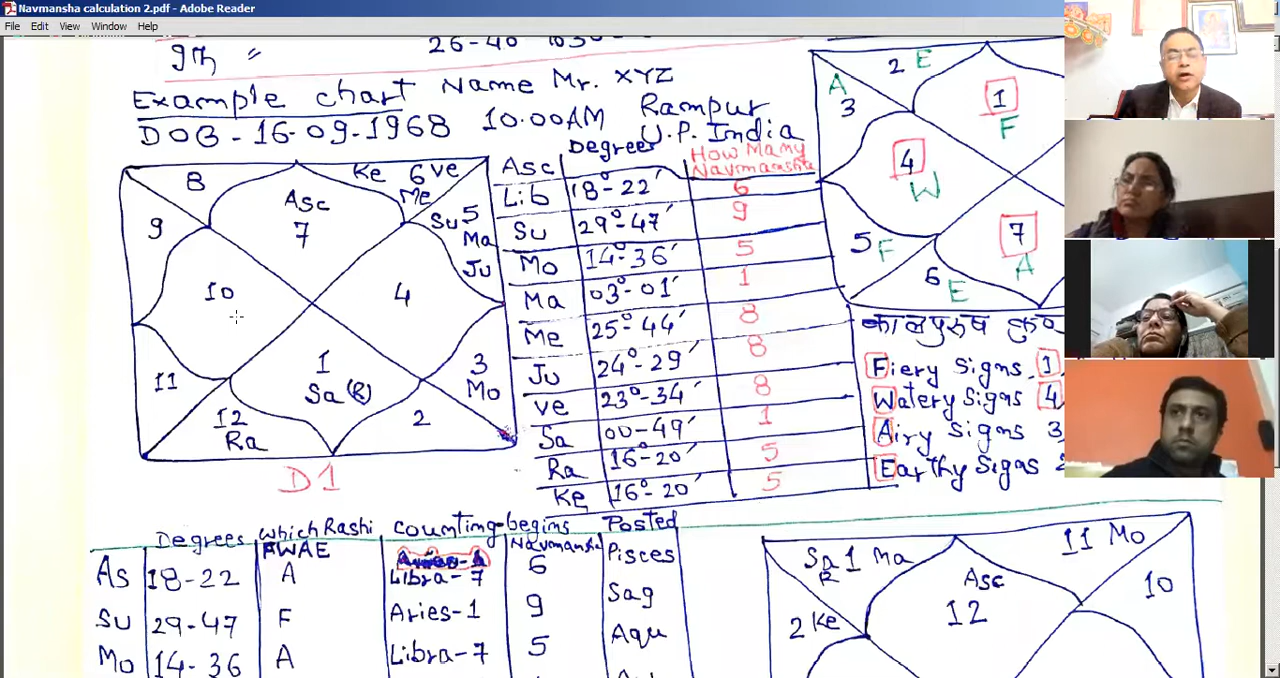 Navmansha calculation 2.pdf - Adobe Reader
File Edit View Window Help
9th " 26-40
Example chart Name Mr. XYZ
DOB-16-09-1968 10.00AM Rampur
U.P. India
8
Ke 6 Ve
Me
Asc
7
9
Su 5
Ma
Ju
10
4
11
1
Sa (R)
3
Mo
12
Ra
2
D1
Asc Degrees How Many Navmansha
Lib 18°-22' 6
Su 29°-47' 9
Mo 14°-36' 5
Ma 03°-01' 1
Me 25°-44' 8
Ju 24°-29' 8
Ve 23°-34' 8
Sa 00-49' 1
Ra 16°-20' 5
Ke 16°-20' 5
2 E
A
3
1
F
4
W
5 F
7
A
6 E
कालपुरुष
Fiery Signs 1
Watery Signs 4
Airy Signs 3
Earthy Signs 2
Degrees which Rashi counting begins Posted
FWAE Navmansha
As 18-22 A Libra-7 6 Pisces
Su 29-47 F Aries-1 9 Sag
Mo 14-36 A Libra-7 5 Aqu
Sa 1 Ma
R
11 Mo
Asc
12
10
2 Ke